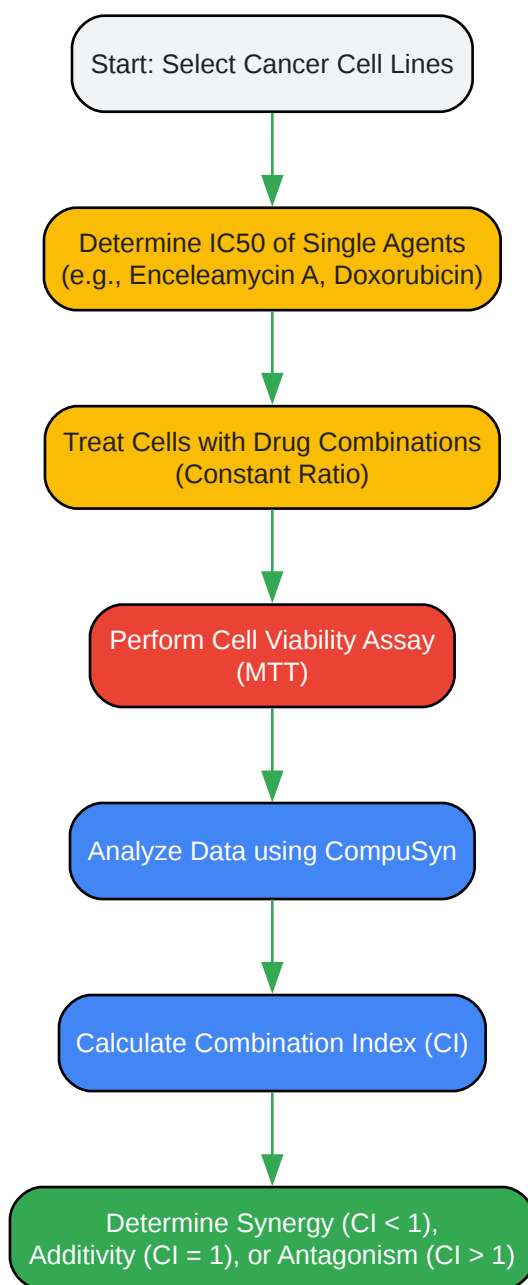 Start: Select Cancer Cell Lines
Determine IC50 of Single Agents
(e.g., Enceleamycin A, Doxorubicin)
Treat Cells with Drug Combinations
(Constant Ratio)
Perform Cell Viability Assay
(MTT)
Analyze Data using CompuSyn
Calculate Combination Index (CI)
Determine Synergy (CI < 1),
Additivity (CI = 1), or Antagonism (CI > 1)